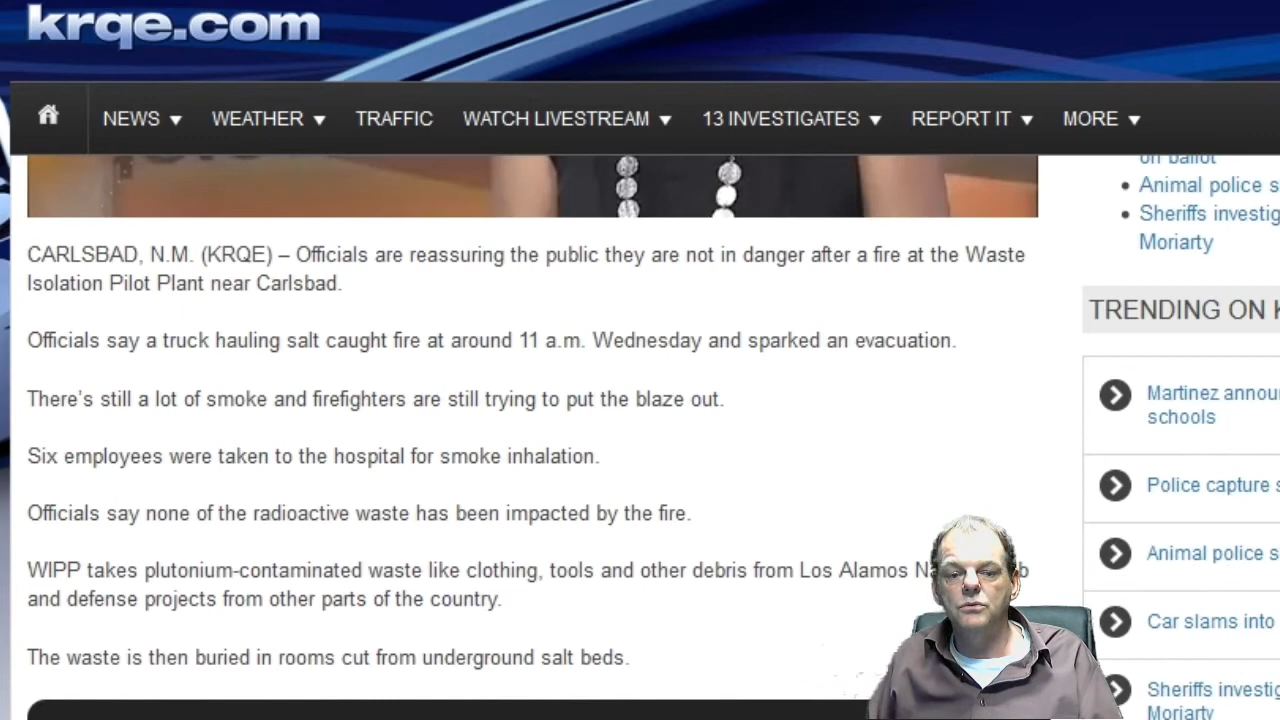 krqe.com
NEWS WEATHER TRAFFIC WATCH LIVESTREAM 13 INVESTIGATES REPORT IT MORE
on ballot
Animal police s
Sheriffs investig
Moriarty
CARLSBAD, N.M. (KRQE) – Officials are reassuring the public they are not in danger after a fire at the Waste
Isolation Pilot Plant near Carlsbad.
Officials say a truck hauling salt caught fire at around 11 a.m. Wednesday and sparked an evacuation.
There's still a lot of smoke and firefighters are still trying to put the blaze out.
Six employees were taken to the hospital for smoke inhalation.
Officials say none of the radioactive waste has been impacted by the fire.
WIPP takes plutonium-contaminated waste like clothing, tools and other debris from Los Alamos
and defense projects from other parts of the country.
The waste is then buried in rooms cut from underground salt beds.
TRENDING ON
Martinez announ
schools
Police capture s
Animal police s
Car slams into
Sheriffs investig
Moriarty